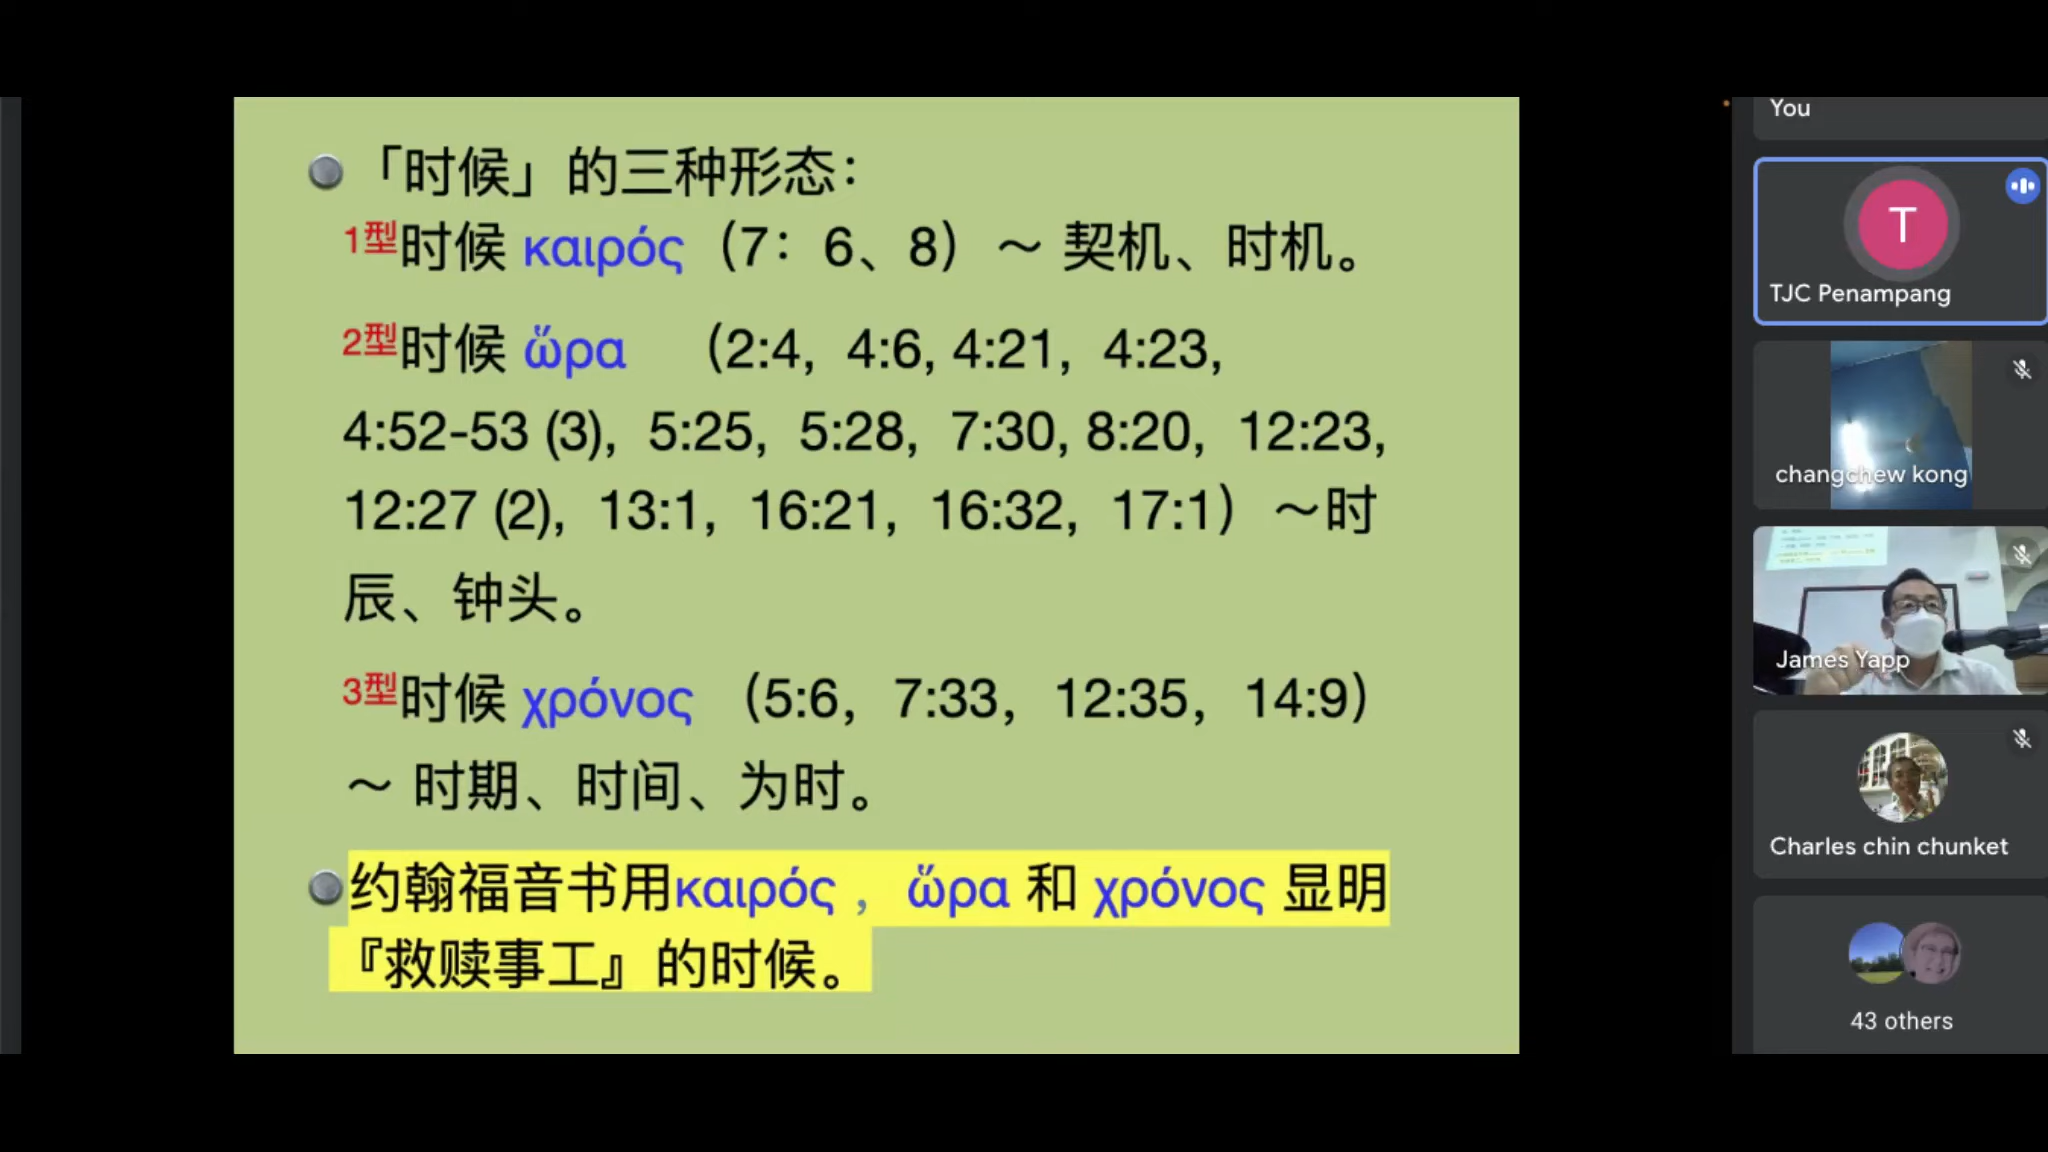 「时候」的三种形态：
1型时候 καιρός（7：6、8）～ 契机、时机。
2型时候 ὥρα （2:4, 4:6, 4:21, 4:23,
4:52-53 (3), 5:25, 5:28, 7:30, 8:20, 12:23,
12:27 (2), 13:1, 16:21, 16:32, 17:1）～时
辰、钟头。
3型时候 χρόνος （5:6, 7:33, 12:35, 14:9）
～ 时期、时间、为时。
约翰福音书用καιρός， ὥρα 和 χρόνος 显明
『救赎事工』的时候。
You
T
TJC Penampang
changchew kong
James Yapp
Charles chin chunket
43 others